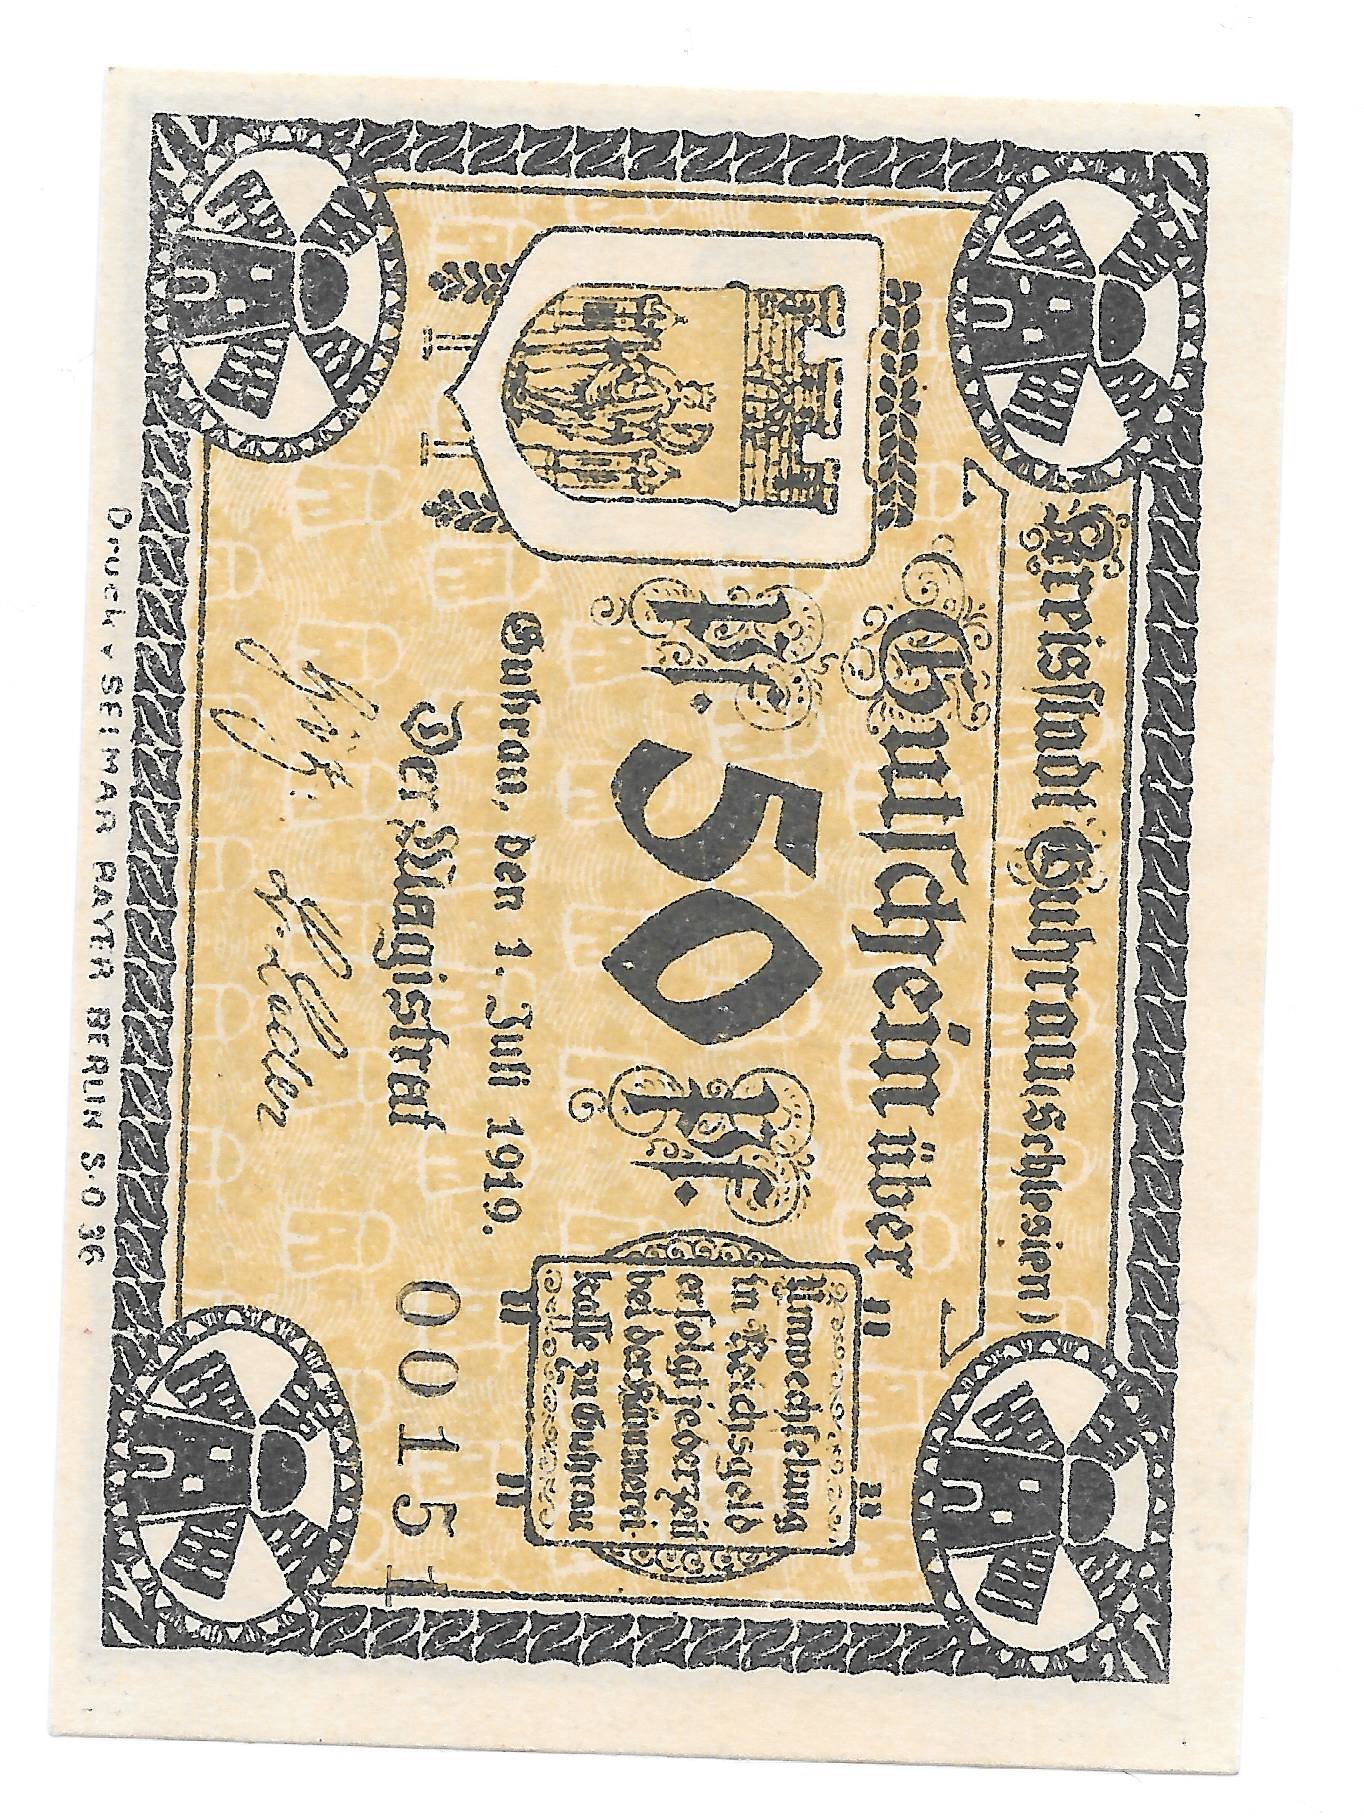 Kreisstadt Guhrau (Schlesien)
Gutschein über
Pf. 50 Pf.
Guhrau, den 1. Juli 1919.
Der Magistrat
Umwechselung
in Reichsgeld
erfolgt jederzeit
bei der Kämmerei-
kasse zu Guhrau
00151
Druck v SELMAR BAYER BERLIN S.O 36